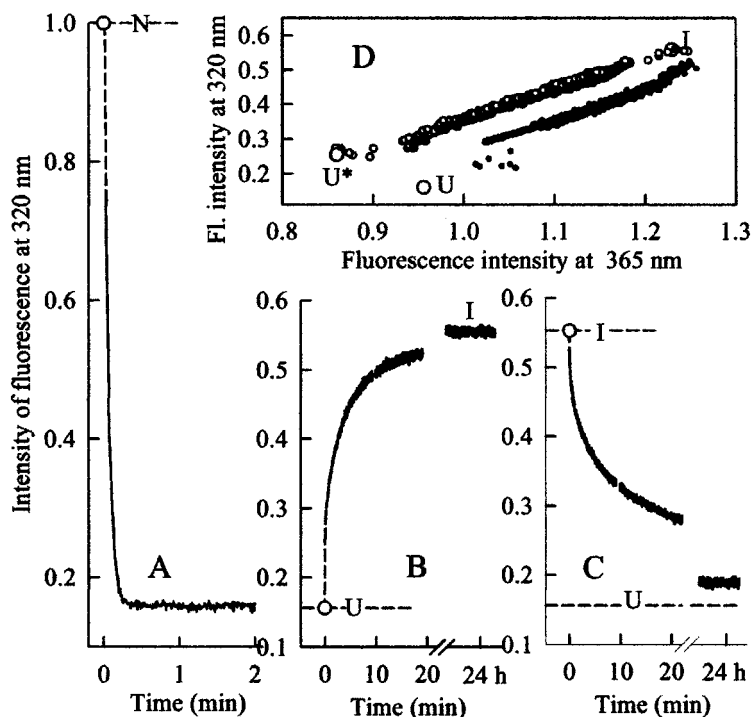 Intensity of fluorescence at 320 nm
1.0
0.8
0.6
0.4
0.2
0.0
N
A
0 1 2
Time (min)
Fl. intensity at 320 nm
0.6
0.5
0.4
0.3
0.2
D
I
U*
U
0.8 0.9 1.0 1.1 1.2 1.3
Fluorescence intensity at 365 nm
0.6
0.5
0.4
0.3
0.2
0.1
I
B
U
0 10 20 24 h
Time (min)
0.6
0.5
0.4
0.3
0.2
0.1
I
C
U
0 10 20 24 h
Time (min)